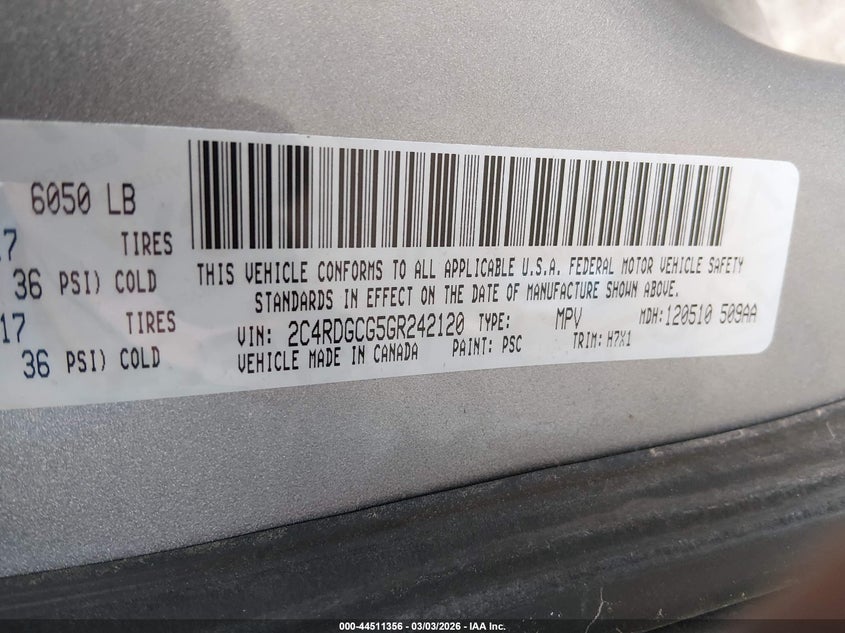 6050 LB
17 TIRES
36 PSI) COLD
17 TIRES
36 PSI) COLD
THIS VEHICLE CONFORMS TO ALL APPLICABLE U.S.A. FEDERAL MOTOR VEHICLE SAFETY
STANDARDS IN EFFECT ON THE DATE OF MANUFACTURE SHOWN ABOVE.
VIN: 2C4RDGCG5GR242120 TYPE: MPV MDH: 120510 509AA
VEHICLE MADE IN CANADA PAINT: PSC TRIM: H7X1
000-44511356 - 03/03/2026 - IAA Inc.